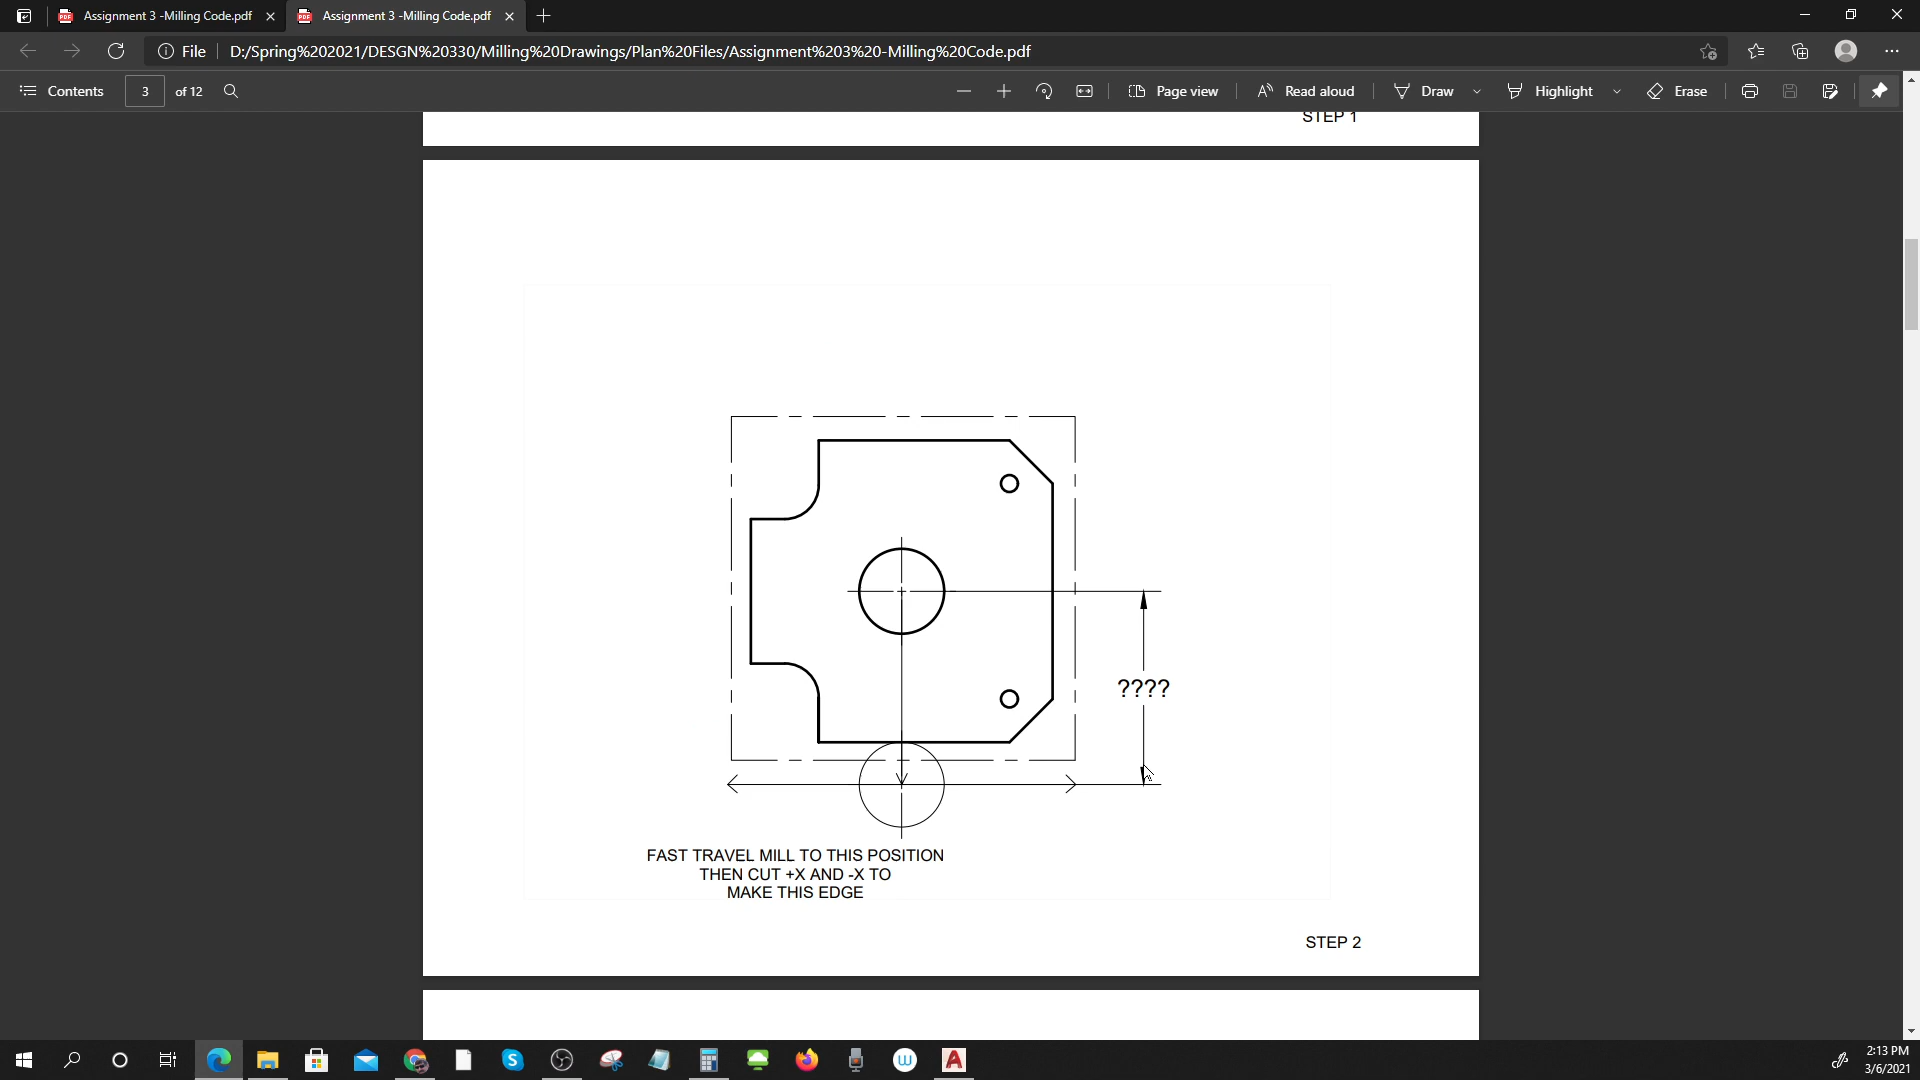 Assignment 3 -Milling Code.pdf
Assignment 3 -Milling Code.pdf
File
D:/Spring%202021/DESGN%20330/Milling%20Drawings/Plan%20Files/Assignment%203%20-Milling%20Code.pdf
Contents
3
of 12
Page view
Read aloud
Draw
Highlight
Erase
STEP 1
????
FAST TRAVEL MILL TO THIS POSITION
THEN CUT +X AND -X TO
MAKE THIS EDGE
STEP 2
2:13 PM
3/6/2021